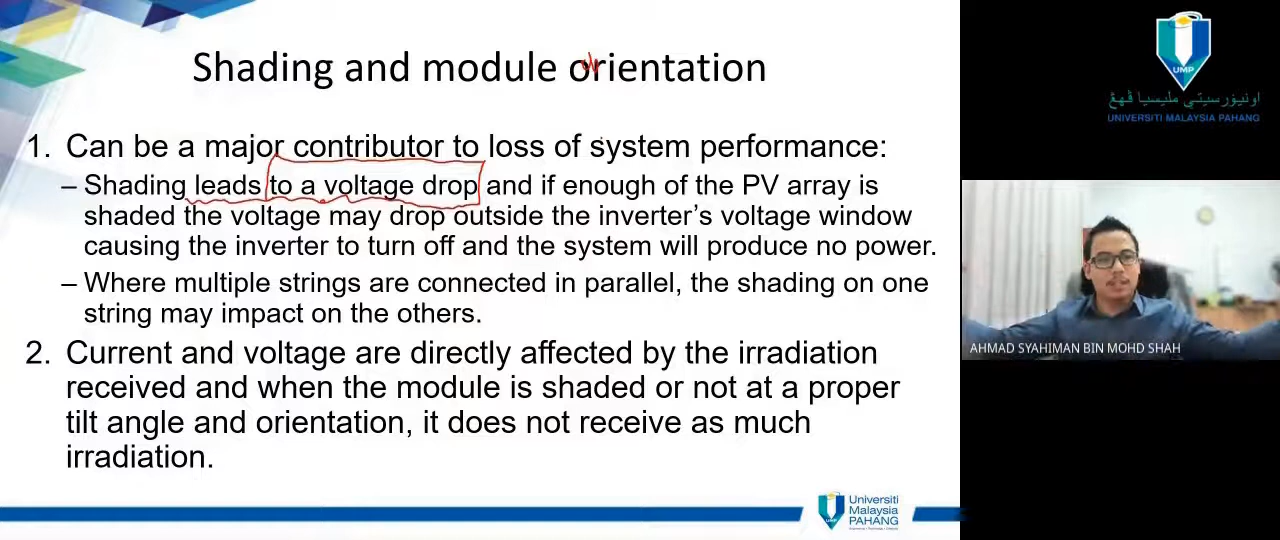 Shading and module orientation
1. Can be a major contributor to loss of system performance:
– Shading leads to a voltage drop and if enough of the PV array is
shaded the voltage may drop outside the inverter’s voltage window
causing the inverter to turn off and the system will produce no power.
– Where multiple strings are connected in parallel, the shading on one
string may impact on the others.
2. Current and voltage are directly affected by the irradiation
received and when the module is shaded or not at a proper
tilt angle and orientation, it does not receive as much
irradiation.
UMP
Universiti
Malaysia
PAHANG
UMP
اونيۏرسيتي مليسيا ڤهڠ
UNIVERSITI MALAYSIA PAHANG
AHMAD SYAHIMAN BIN MOHD SHAH